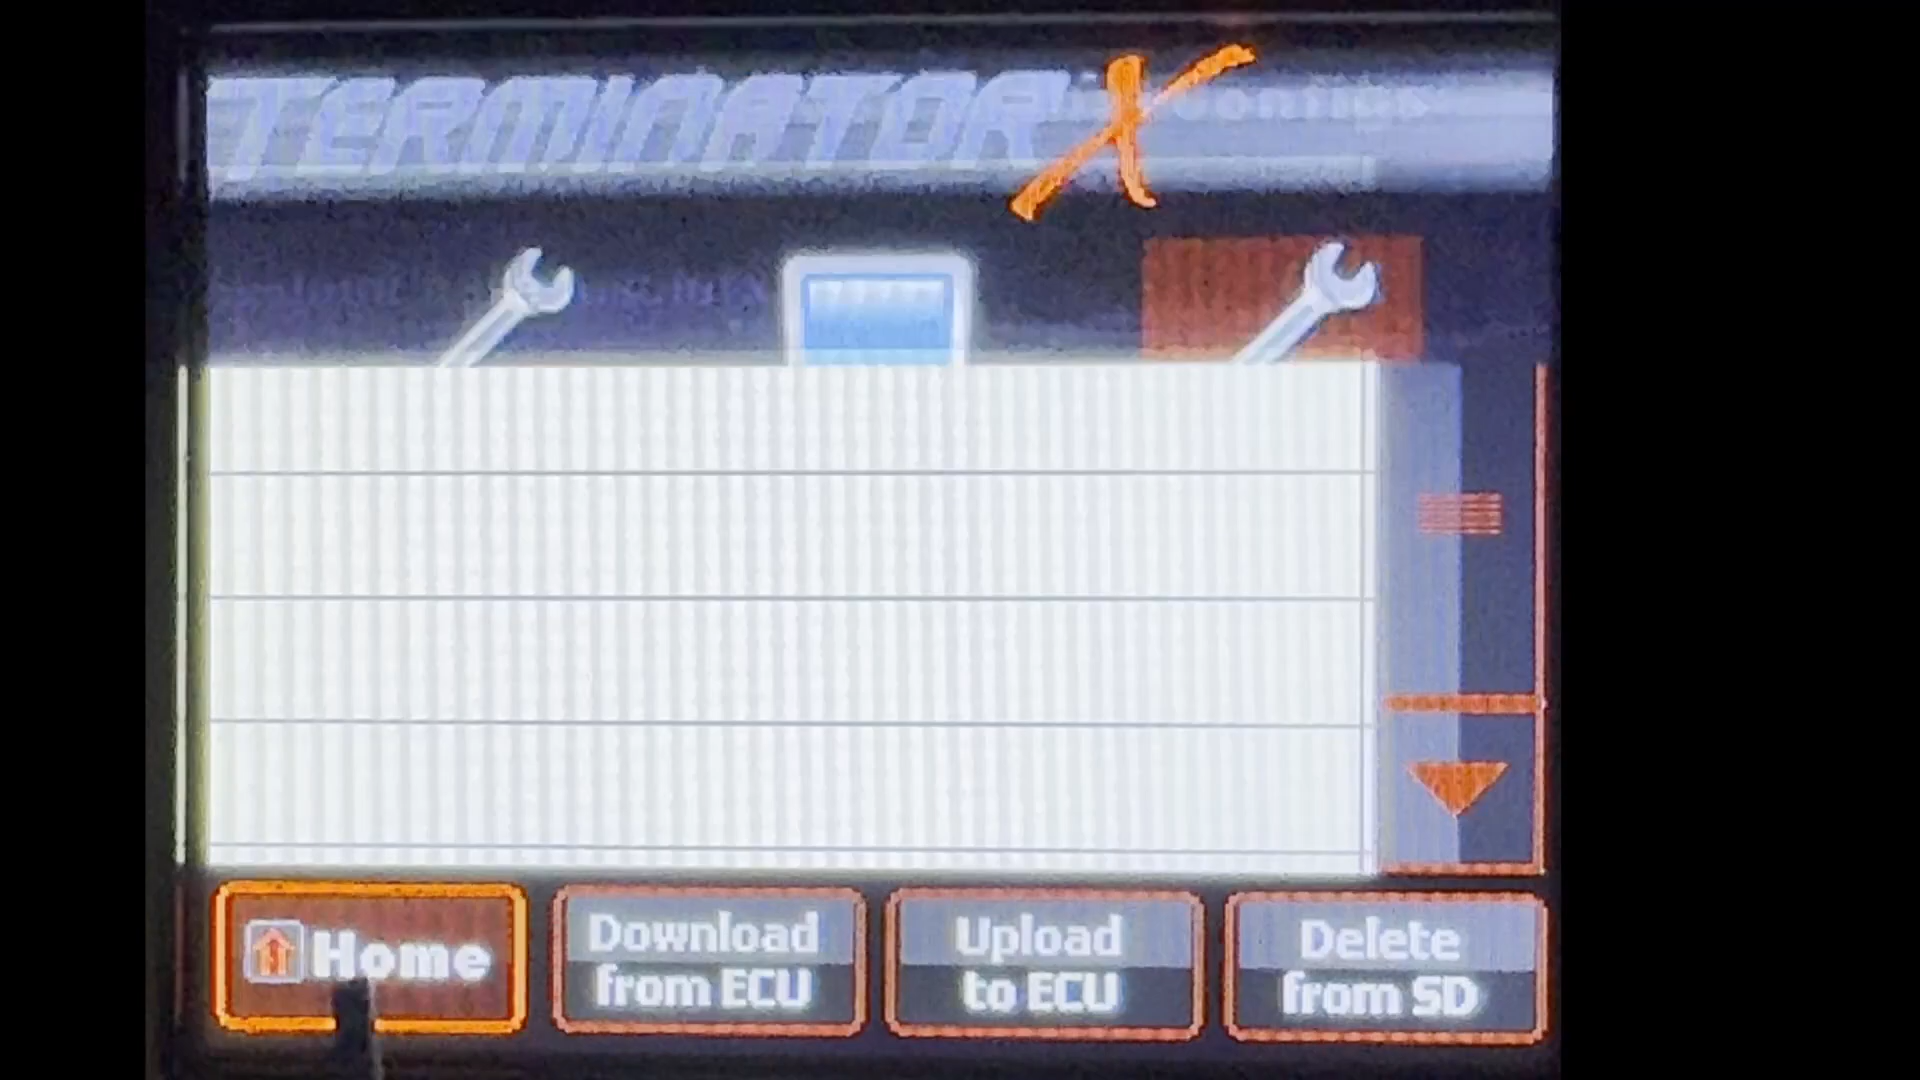 TERMINATOR X
Home
Download
from ECU
Upload
to ECU
Delete
from SD